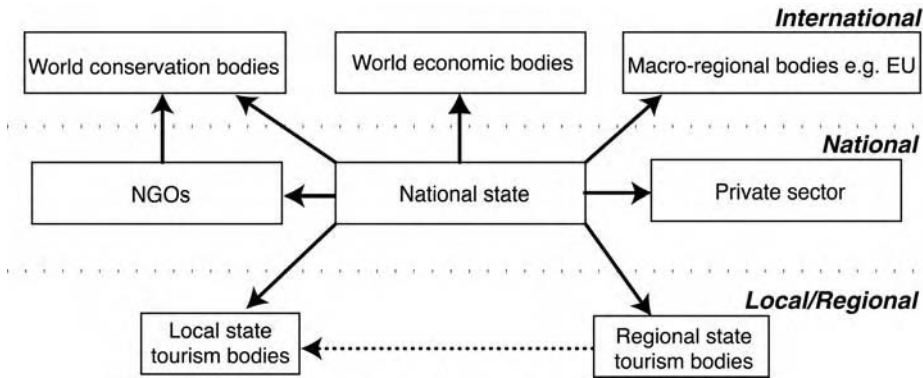 International
World conservation bodies
World economic bodies
Macro-regional bodies e.g. EU
National
NGOs
National state
Private sector
Local/Regional
Local state
tourism bodies
Regional state
tourism bodies